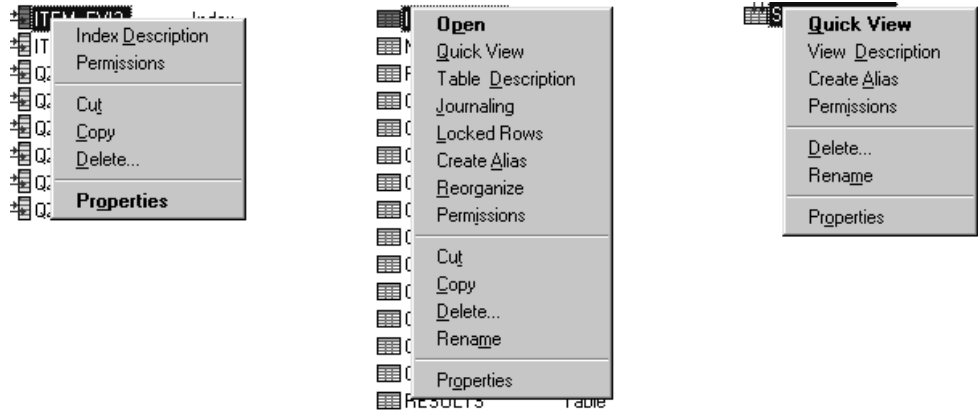 Index Description
Permissions
Cut
Copy
Delete...
Properties
Open
Quick View
Table Description
Journaling
Locked Rows
Create Alias
Reorganize
Permissions
Cut
Copy
Delete...
Rename
Properties
RESULTS Table
Quick View
View Description
Create Alias
Permissions
Delete...
Rename
Properties